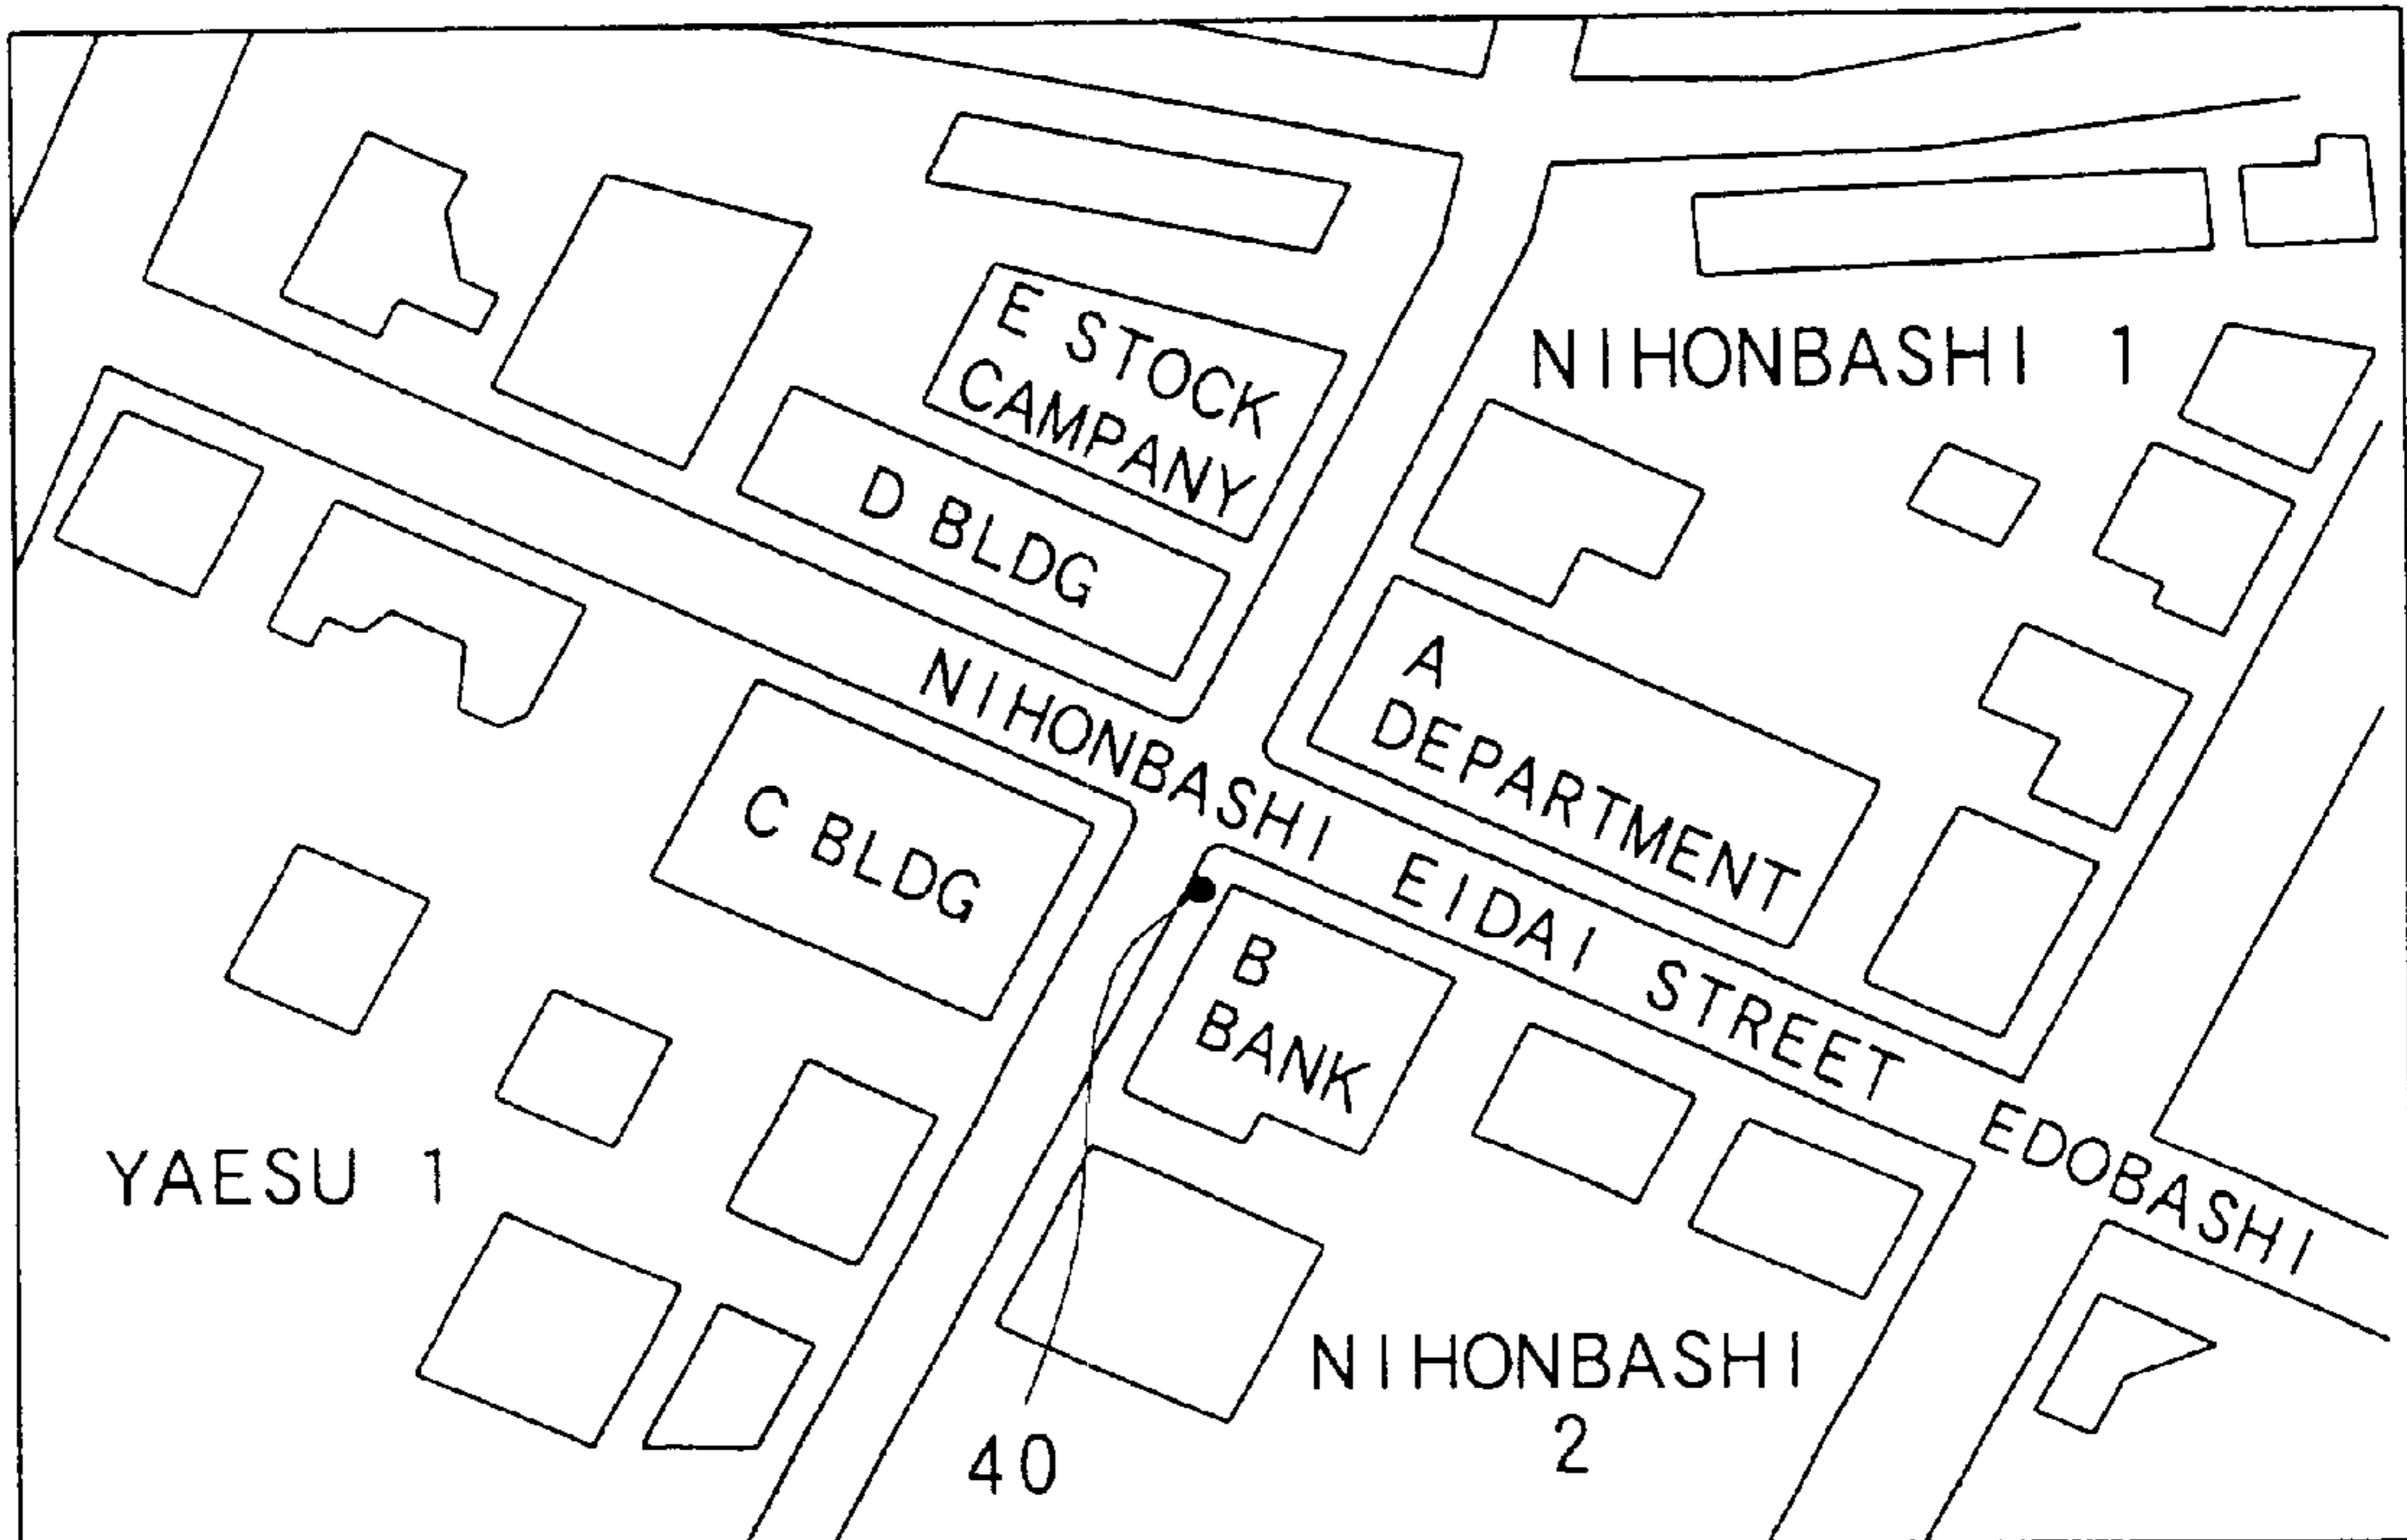 E STOCK
CAMPANY
NIHONBASHI 1
D BLDG
A
DEPARTMENT
NIHONBASHI
C BLDG
EIDAI STREET
B
BANK
EDOBASHI
YAESU 1
NIHONBASHI
2
40